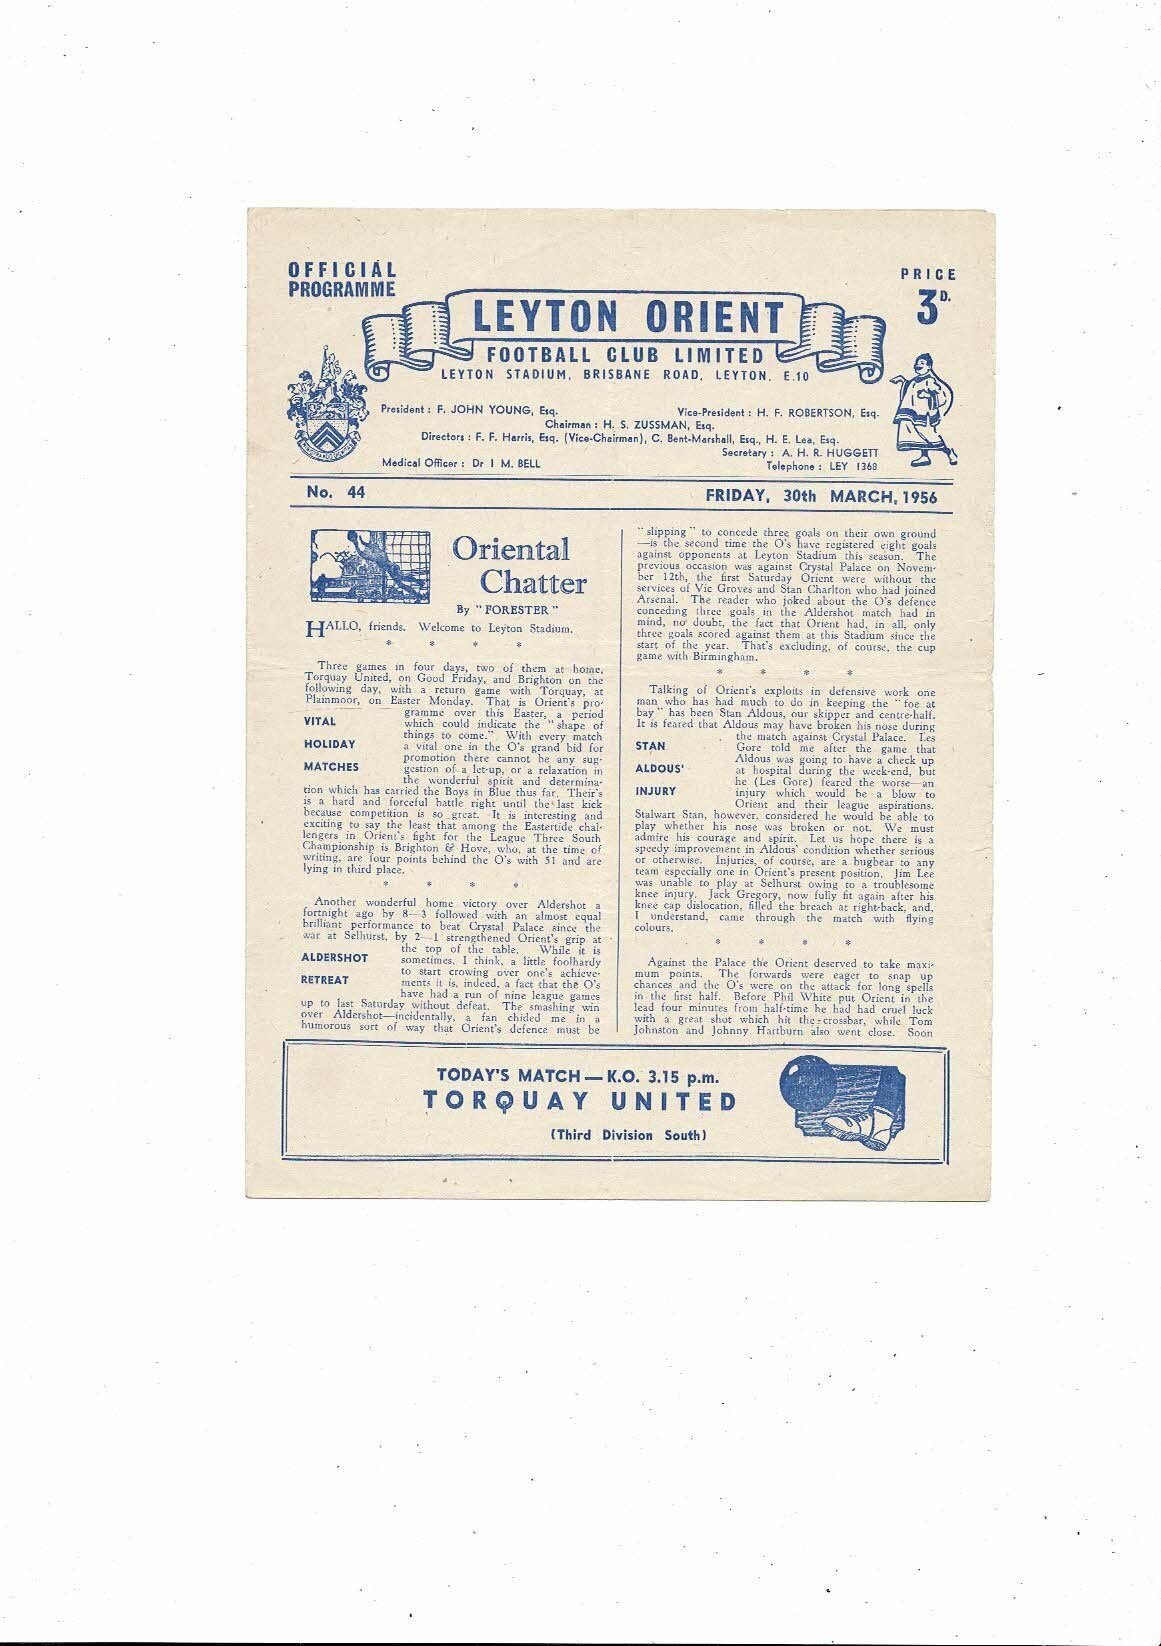 OFFICIAL
PROGRAMME
PRICE
3D.
LEYTON ORIENT
FOOTBALL CLUB LIMITED
LEYTON STADIUM, BRISBANE ROAD, LEYTON, E.10
President : F. JOHN YOUNG, Esq. Vice-President : H. F. ROBERTSON, Esq.
Chairman : H. S. ZUSSMAN, Esq.
Directors : F. F. Harris, Esq. (Vice-Chairman), C. Bent-Marshall, Esq., H. E. Lea, Esq.
Secretary : A. H. R. HUGGETT
Medical Officer : Dr I M. BELL Telephone : LEY 1368
No. 44 FRIDAY, 30th MARCH, 1956
Oriental
Chatter
By "FORESTER"
HALLO, friends. Welcome to Leyton Stadium.
* * * *
Three games in four days, two of them at home,
Torquay United, on Good Friday, and Brighton on the
following day, with a return game with Torquay, at
Plainmoor, on Easter Monday. That is Orient's pro-
gramme over this Easter, a period
VITAL which could indicate the "shape of
things to come." With every match
HOLIDAY a vital one in the O's grand bid for
promotion there cannot be any sug-
MATCHES gestion of a let-up, or a relaxation in
the wonderful spirit and determina-
tion which has carried the Boys in Blue thus far. Their's
is a hard and forceful battle right until the last kick
because competition is so great. It is interesting and
exciting to say the least that among the Eastertide chal-
lengers in Orient's fight for the League Three South
Championship is Brighton & Hove, who, at the time of
writing, are four points behind the O's with 51 and are
lying in third place.
* * * *
Another wonderful home victory over Aldershot a
fortnight ago by 8—3 followed with an almost equal
brilliant performance to beat Crystal Palace since the
war at Selhurst, by 2—1 strengthened Orient's grip at
the top of the table. While it is
ALDERSHOT sometimes, I think, a little foolhardy
to start crowing over one's achieve-
RETREAT ments it is, indeed, a fact that the O's
have had a run of nine league games
up to last Saturday without defeat. The smashing win
over Aldershot—incidentally, a fan chided me in a
humorous sort of way that Orient's defence must be
"slipping" to concede three goals on their own ground
—is the second time the O's have registered eight goals
against opponents at Leyton Stadium this season. The
previous occasion was against Crystal Palace on Novem-
ber 12th, the first Saturday Orient were without the
services of Vic Groves and Stan Charlton who had joined
Arsenal. The reader who joked about the O's defence
conceding three goals in the Aldershot match had in
mind, no doubt, the fact that Orient had, in all, only
three goals scored against them at this Stadium since the
start of the year. That's excluding, of course, the cup
game with Birmingham.
* * * *
Talking of Orient's exploits in defensive work one
man who has had much to do in keeping the "foe at
bay" has been Stan Aldous, our skipper and centre-half.
It is feared that Aldous may have broken his nose during
the match against Crystal Palace. Les
STAN Gore told me after the game that
Aldous was going to have a check up
ALDOUS' at hospital during the week-end, but
he (Les Gore) feared the worse—an
INJURY injury which would be a blow to
Orient and their league aspirations.
Stalwart Stan, however, considered he would be able to
play whether his nose was broken or not. We must
admire his courage and spirit. Let us hope there is a
speedy improvement in Aldous' condition whether serious
or otherwise. Injuries, of course, are a bugbear to any
team especially one in Orient's present position. Jim Lee
was unable to play at Selhurst owing to a troublesome
knee injury. Jack Gregory, now fully fit again after his
knee cap dislocation, filled the breach at right-back, and,
I understand, came through the match with flying
colours.
* * * *
Against the Palace the Orient deserved to take maxi-
mum points. The forwards were eager to snap up
chances and the O's were on the attack for long spells
in the first half. Before Phil White put Orient in the
lead four minutes from half-time he had had cruel luck
with a great shot which hit the crossbar, while Tom
Johnston and Johnny Hartburn also went close. Soon
TODAY'S MATCH—K.O. 3.15 p.m.
TORQUAY UNITED
(Third Division South)